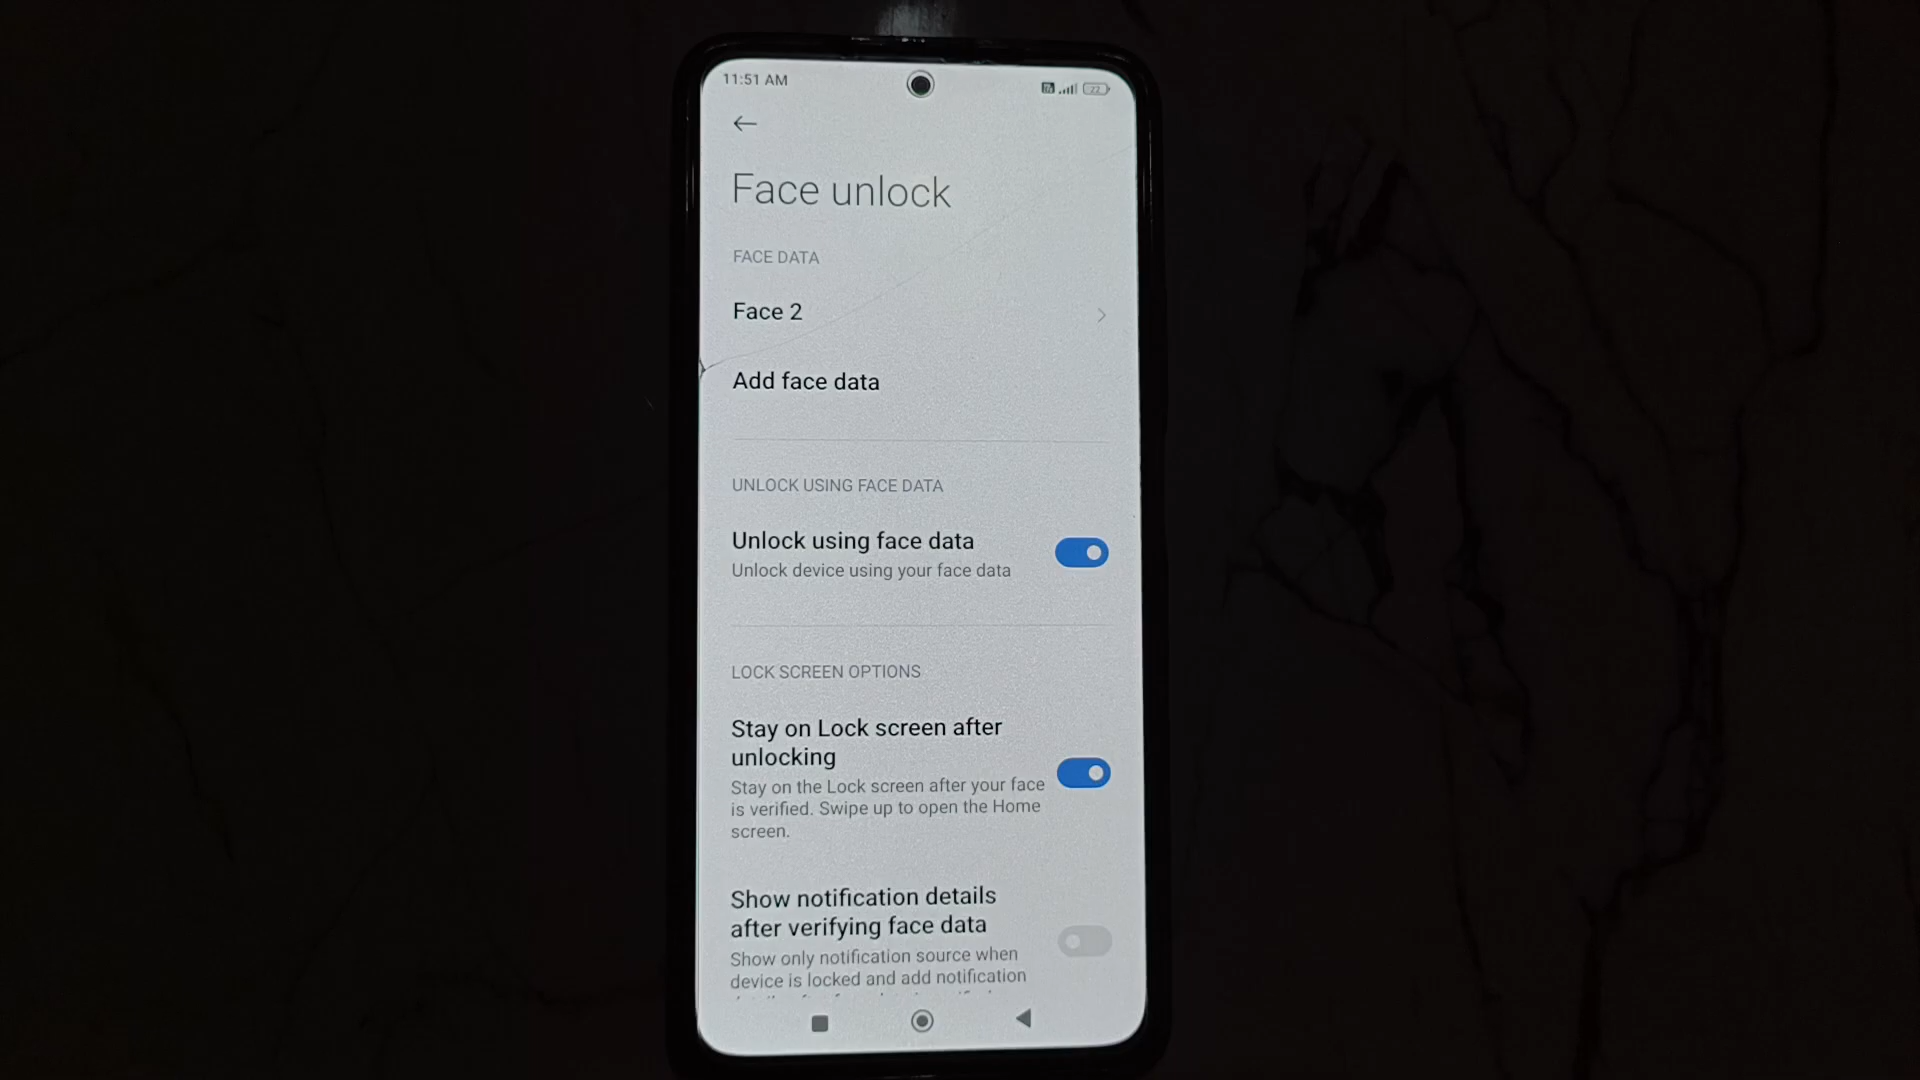 11:51 AM
22
Face unlock
FACE DATA
Face 2
Add face data
UNLOCK USING FACE DATA
Unlock using face data
Unlock device using your face data
LOCK SCREEN OPTIONS
Stay on Lock screen after
unlocking
Stay on the Lock screen after your face
is verified. Swipe up to open the Home
screen.
Show notification details
after verifying face data
Show only notification source when
device is locked and add notification